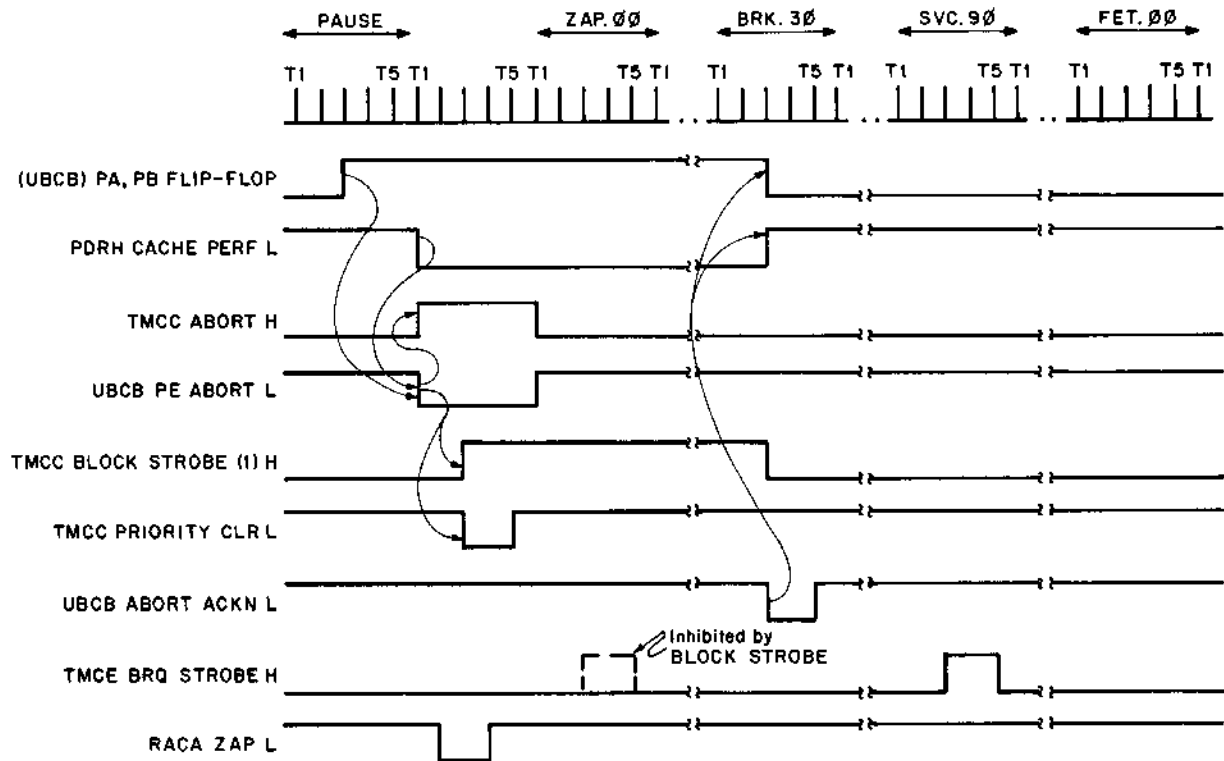 PAUSE ZAP.ØØ BRK.3Ø SVC.9Ø FET.ØØ
T1 T5 T1 T5 T1 T5 T1 T1 T5 T1 T1 T5 T1 T1 T5 T1
(UBCB) PA, PB FLIP-FLOP
PDRH CACHE PERF L
TMCC ABORT H
UBCB PE ABORT L
TMCC BLOCK STROBE (1) H
TMCC PRIORITY CLR L
UBCB ABORT ACKN L
Inhibited by
BLOCK STROBE
TMCE BRQ STROBE H
RACA ZAP L